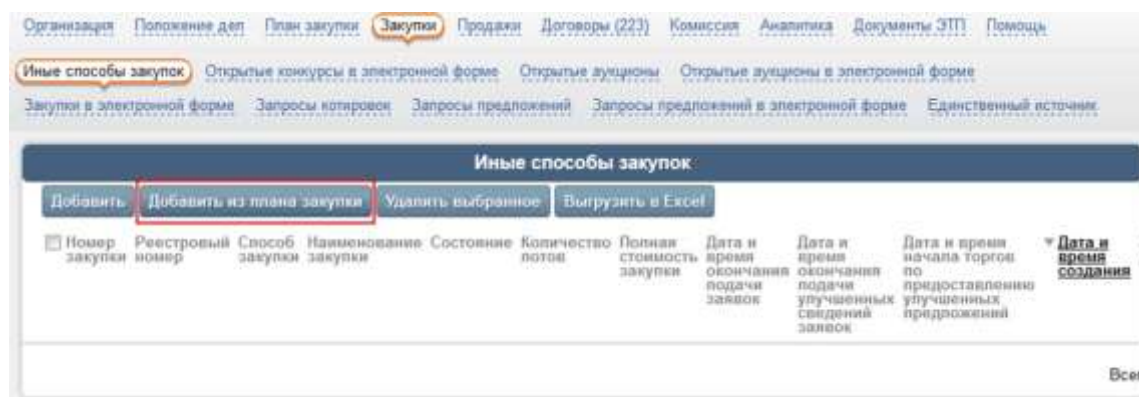 Организация Положение деп План закупки Закупки Продажи Договоры (223) Комиссия Аналитика Документы ЭТП Помощь
Иные способы закупок Открытые конкурсы в электронной форме Открытые аукционы Открытые аукционы в электронной форме
Закупки в электронной форме Запросы котировок Запросы предложений Запросы предложений в электронной форме Единственный источник
Иные способы закупок
Добавить Добавить из плана закупки Удалить выбранное Выгрузить в Excel
Номер Реестровый Способ Наименование Состояние Количество Полная Дата и Дата и Дата и время Дата и
закупки номер закупки закупки лотов стоимость время время начала торгов время
закупки окончания окончания по создания
подачи подачи предоставлению
заявок улучшенных улучшенных
сведений предложений
заявок
Все